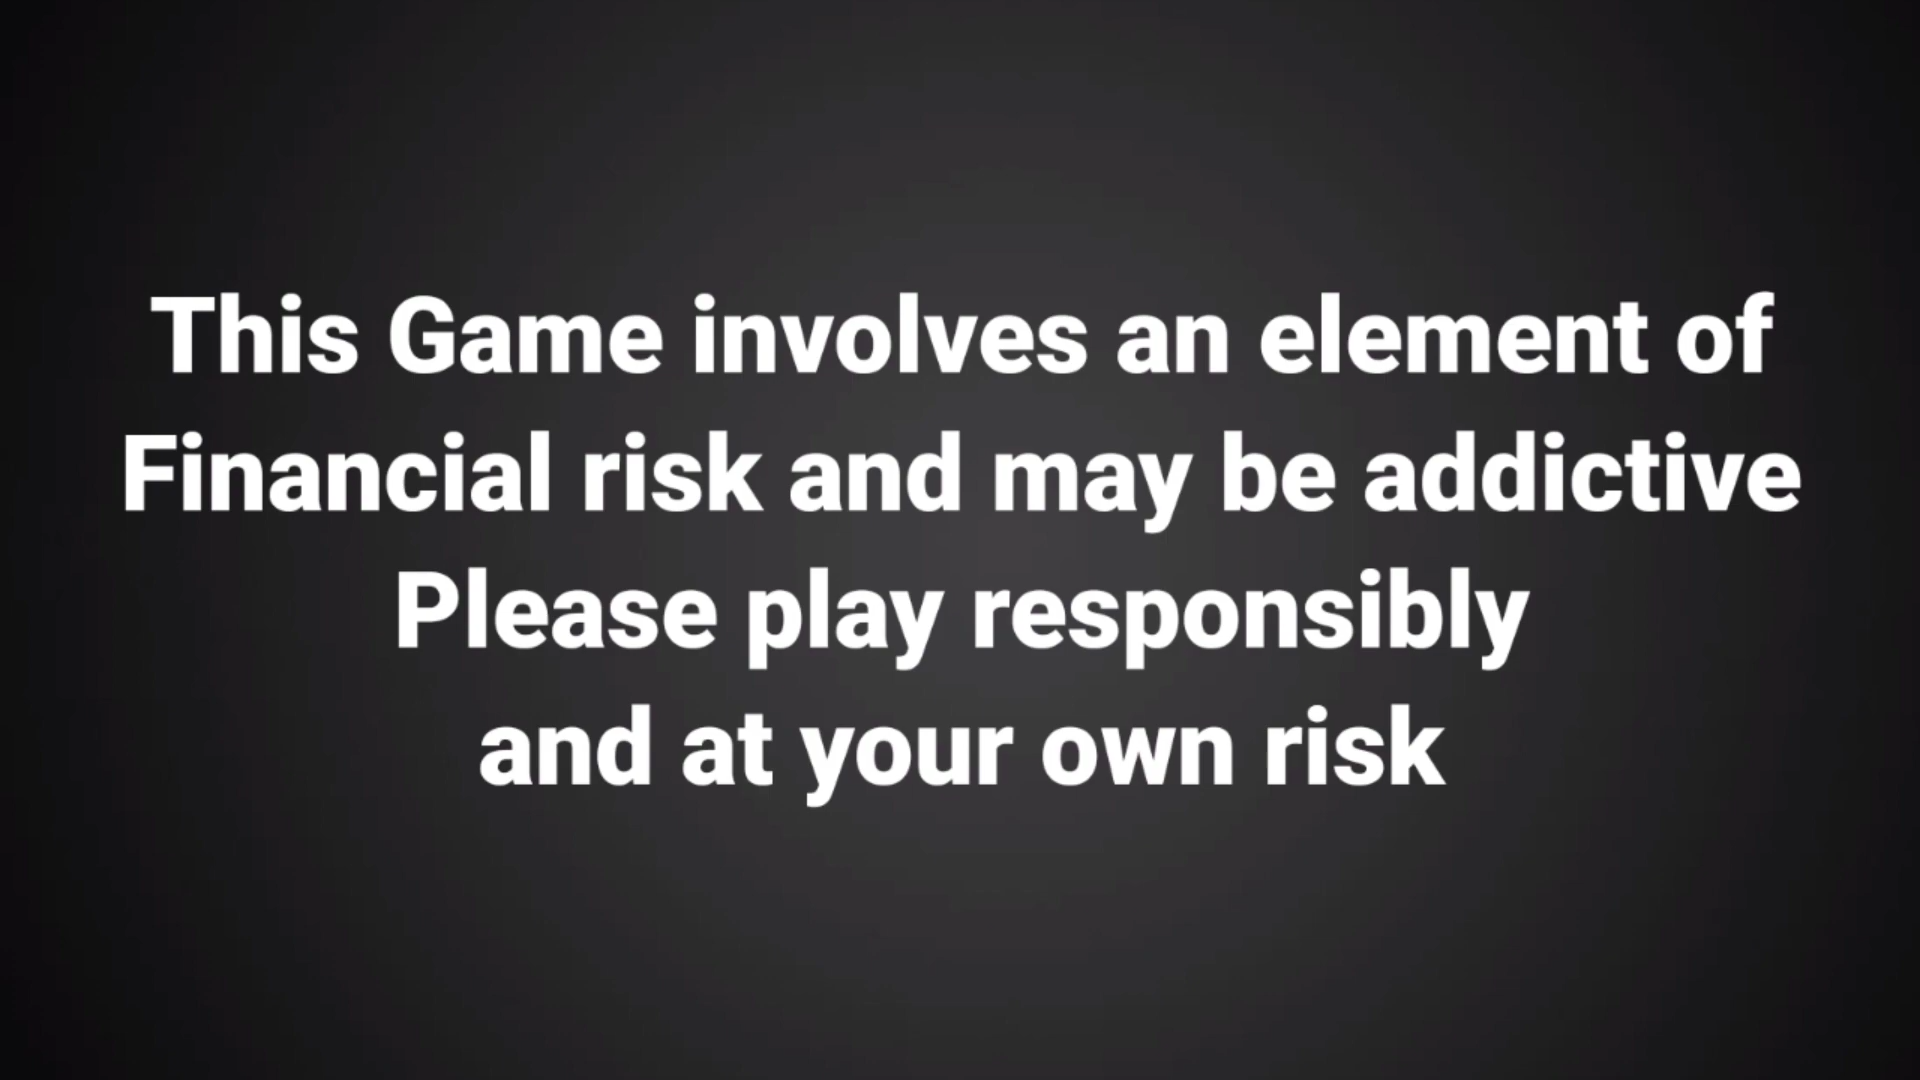 This Game involves an element of
Financial risk and may be addictive
Please play responsibly
and at your own risk